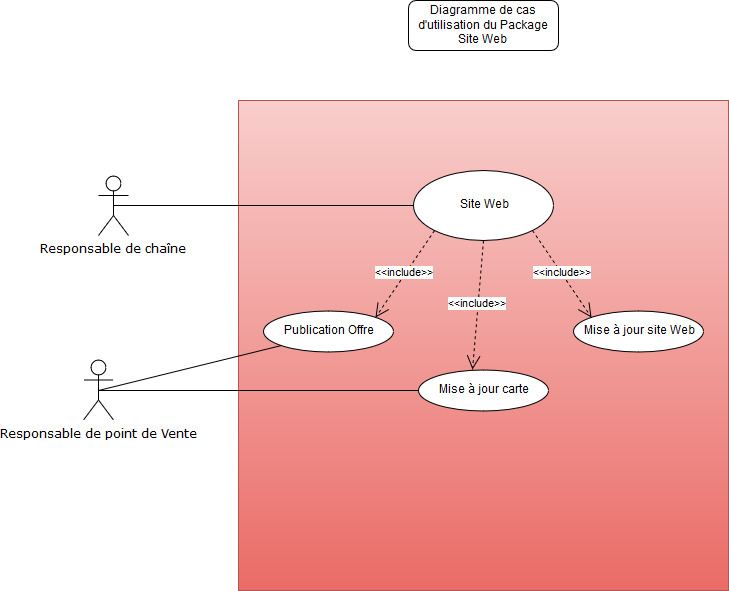 Diagramme de cas
d'utilisation du Package
Site Web
Site Web
Responsable de chaîne
<<include>>
<<include>>
<<include>>
Publication Offre
Mise à jour site Web
Mise à jour carte
Responsable de point de Vente